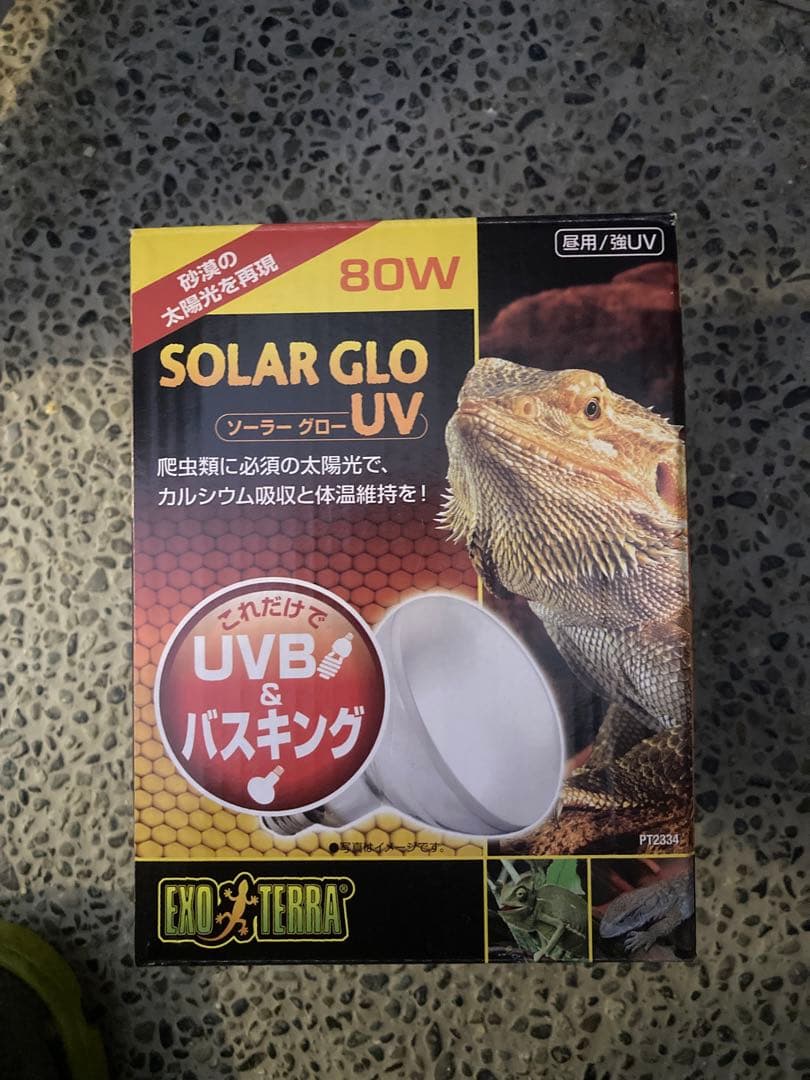 砂漠の
太陽光を再現
80W
昼用/強UV
SOLAR GLO
ソーラー グロー UV
爬虫類に必須の太陽光で、
カルシウム吸収と体温維持を!
これだけで
UVB
&
バスキング
●写真はイメージです。
PT2334
EXO TERRA®